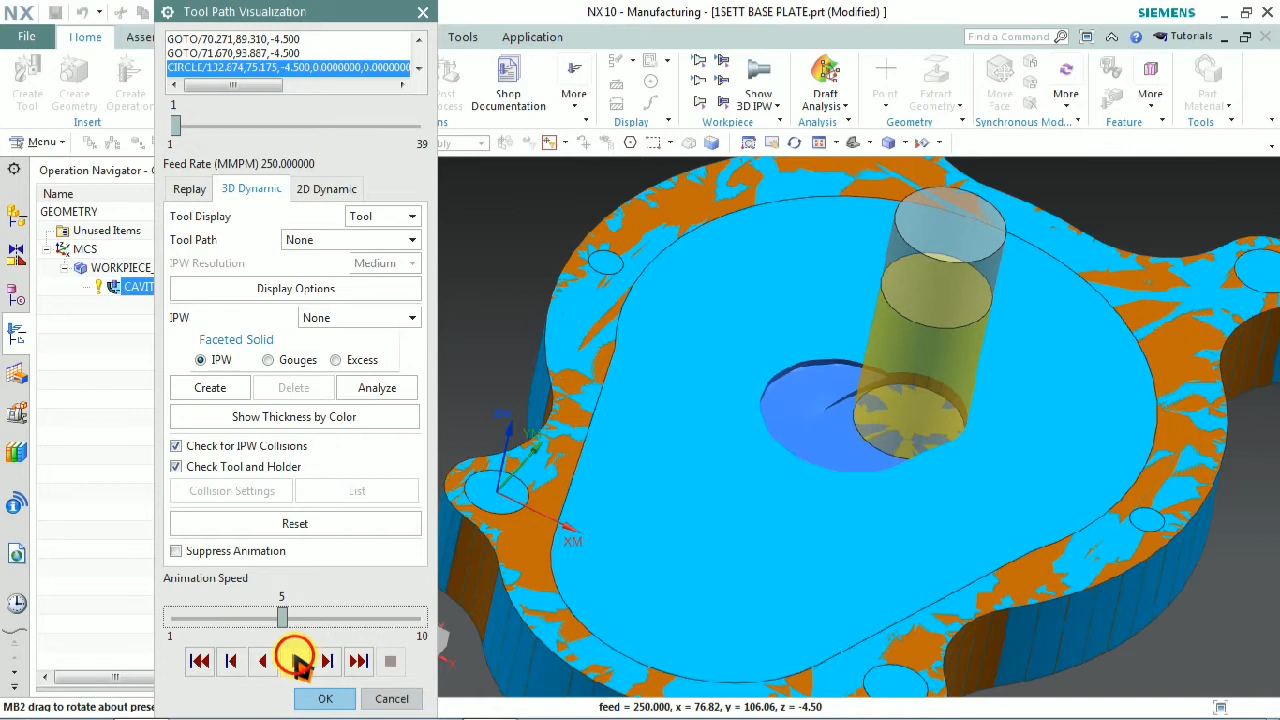 NX
NX10 - Manufacturing - [1SETT BASE PLATE.prt (Modified) ]
SIEMENS
Tool Path Visualization
File
Home
Tools
Application
Find a Command
Tutorials
GOTO/70.271,89.310,-4.500
GOTO/71.670,93.887,-4.500
CIRCLE/132.874,75.175,-4.500,0.0000000,0.0000000
Create Tool
Create Geometry
Create Operation
Insert
Post Process
Shop Documentation
More
Display
Show 3D IPW
Workpiece
Draft Analysis
Analysis
Point
Extract Geometry
Geometry
Move Face
More
Synchronous Mod...
More
Feature
Part Material
Tools
Menu
1
1
39
Feed Rate (MMPM) 250.000000
Replay
3D Dynamic
2D Dynamic
Tool Display
Tool
Tool Path
None
IPW Resolution
Medium
Display Options
IPW
None
Faceted Solid
IPW
Gouges
Excess
Create
Delete
Analyze
Show Thickness by Color
Check for IPW Collisions
Check Tool and Holder
Collision Settings
List
Reset
Suppress Animation
Animation Speed
5
1
10
OK
Cancel
Operation Navigator - G
Name
GEOMETRY
Unused Items
MCS
WORKPIECE_
CAVIT
XM
MB2 drag to rotate about prese
feed = 250.000, x = 76.82, y = 106.06, z = -4.50